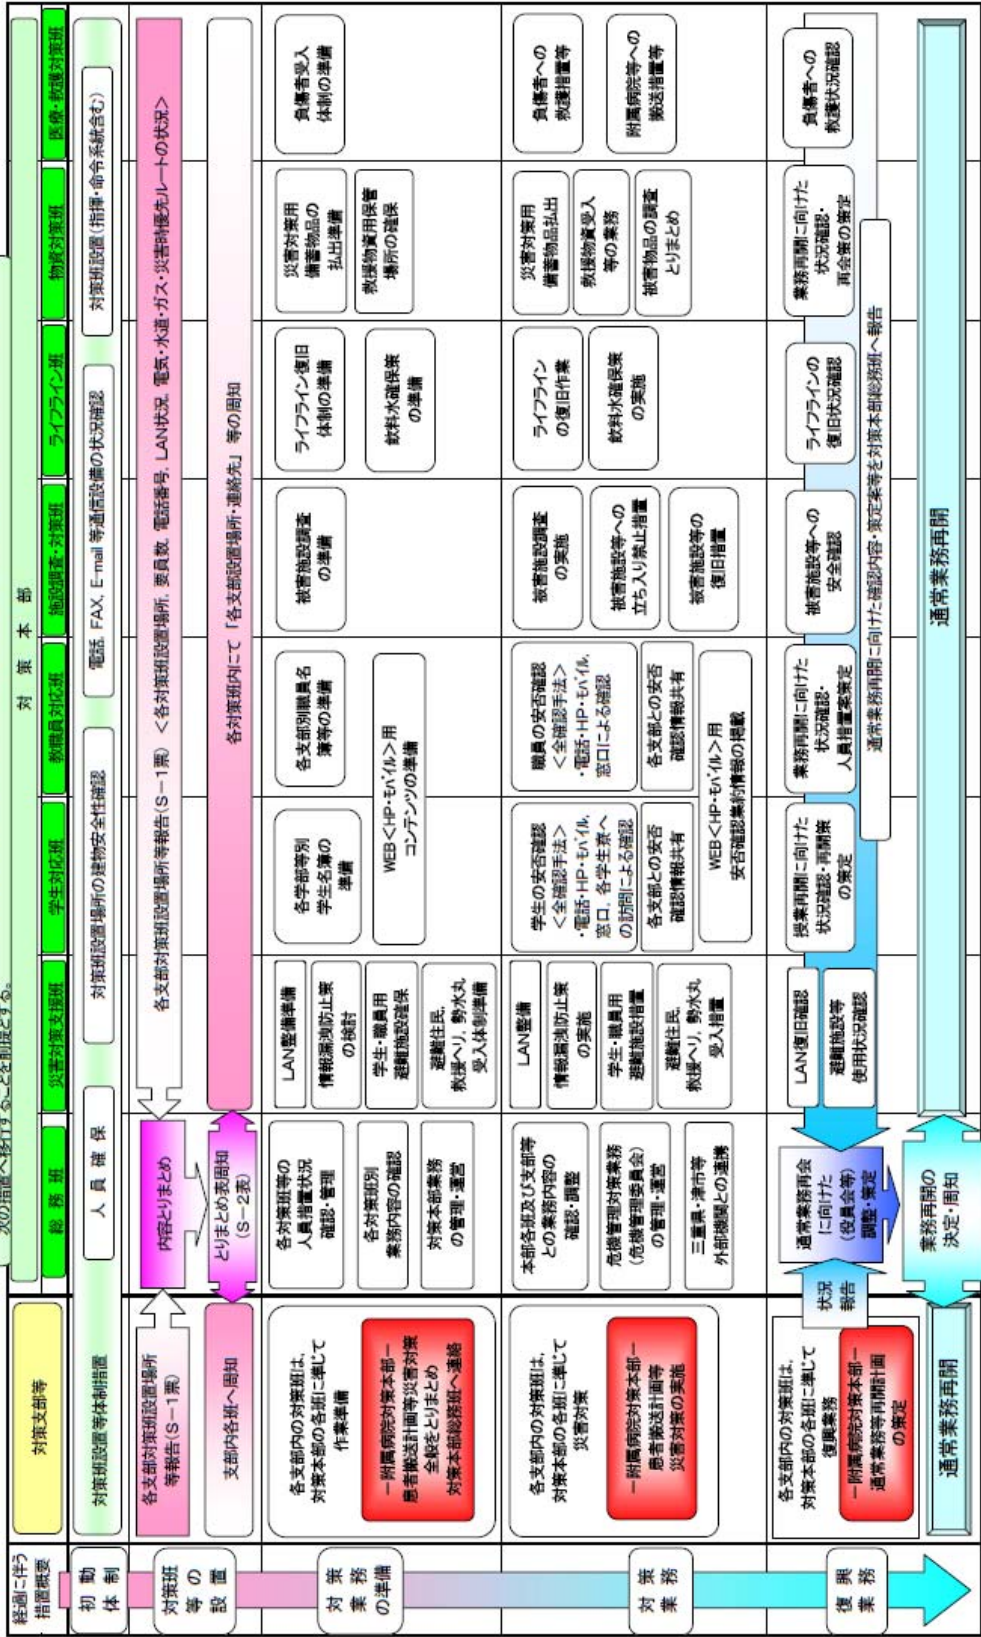 次の措置へ移行することを前提とする。
経過に伴う
措置概要
対策支部等
対　策　本　部
総　務　班
災害対策支援班
学生対応班
教職員対応班
施設調査・対策班
ライフライン班
物資対策班
医療・救護対策班
初　動
体　制
対策班設置等体制措置
人　員　確　保
対策班設置場所の建物安全性確認
電話, FAX, E-mail 等通信設備の状況確認
対策班設置(指揮・命令系統含む)
対策班
等　の
設　置
各支部対策班設置場所
等報告(S－1票)
内容とりまとめ
各支部対策班設置場所等報告(S－1票) ＜各対策班設置場所, 要員数, 電話番号, LAN状況, 電気・水道・ガス・災害時優先ルートの状況＞
支部内各班へ周知
とりまとめ表周知
(S－2表)
各対策班内にて「各支部設置場所・連絡先」等の周知
対　策
業　務
の準備
各支部内の対策班は、
対策本部の各班に準じて
作業準備
－附属病院対策本部－
患者搬送計画等災害対策
全般をとりまとめ
対策本部総務班へ連絡
各対策班等の
人員措置状況
確認・管理
各対策班別
業務内容の確認
対策本部業務
の管理・運営
LAN整備準備
情報漏洩防止策
の検討
学生・職員用
避難施設確保
避難住民,
救援ヘリ, 勢水丸
受入体制準備
各学部等別
学生名簿の
準備
各支部別職員名
簿等の準備
WEB＜HP・モバイル＞用
コンテンツの準備
被害施設調査
の準備
ライフライン復旧
体制の準備
飲料水確保策
の準備
災害対策用
備蓄物品の
払出準備
救援物資用保管
場所の確保
負傷者受入
体制の準備
対　策
業　務
各支部内の対策班は、
対策本部の各班に準じて
災害対策
－附属病院対策本部－
患者搬送計画等
災害対策の実施
本部各班及び支部等
との業務内容の
確認・調整
危機管理対策業務
(危機管理委員会)
の管理・運営
三重県・津市等
外部機関との連携
LAN整備
情報漏洩防止策
の実施
学生・職員用
避難施設措置
避難住民,
救援ヘリ, 勢水丸
受入措置
学生の安否確認
＜全確認手法＞
・電話・HP・モバイル,
窓口, 各学生寮へ
の訪問による確認
各支部との安否
確認情報共有
職員の安否確認
＜全確認手法＞
・電話・HP・モバイル,
窓口による確認
各支部との安否
確認情報共有
WEB＜HP・モバイル＞用
安否確認集約情報の掲載
被害施設調査
の実施
被害施設等への
立ち入り禁止措置
被害施設等の
復旧措置
ライフライン
の復旧作業
飲料水確保策
の実施
災害対策用
備蓄物品払出
救援物資受入
等の業務
被害物品の調査
とりまとめ
負傷者への
救護措置等
附属病院等への
搬送措置等
復　興
業　務
各支部内の対策班は、
対策本部の各班に準じて
復興業務
－附属病院対策本部－
通常業務等再開計画
の策定
状況
報告
通常業務再会
に向けた
(役員会等)
調整・策定
LAN復旧確認
避難施設等
使用状況確認
授業再開に向けた
状況確認・再開策
の策定
業務再開に向けた
状況確認・
人員措置案策定
被害施設等への
安全確認
ライフラインの
復旧状況確認
業務再開に向けた
状況確認・
再会策の策定
負傷者への
救護状況確認
通常業務再開に向けた確認内容・策定案等を対策本部総務班へ報告
通常業務再開
業務再開の
決定・周知
通常業務再開